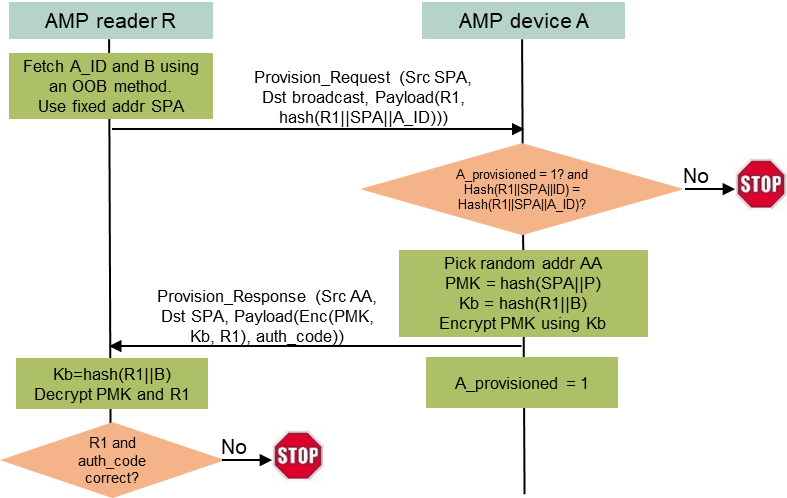 AMP reader R
AMP device A
Fetch A_ID and B using
an OOB method.
Use fixed addr SPA
Provision_Request (Src SPA,
Dst broadcast, Payload(R1,
hash(R1||SPA||A_ID)))
A_provisioned = 1? and
Hash(R1||SPA||ID) =
Hash(R1||SPA||A_ID)?
No
STOP
Pick random addr AA
PMK = hash(SPA||P)
Kb = hash(R1||B)
Encrypt PMK using Kb
Provision_Response (Src AA,
Dst SPA, Payload(Enc(PMK,
Kb, R1), auth_code))
Kb=hash(R1||B)
Decrypt PMK and R1
A_provisioned = 1
R1 and
auth_code
correct?
No
STOP